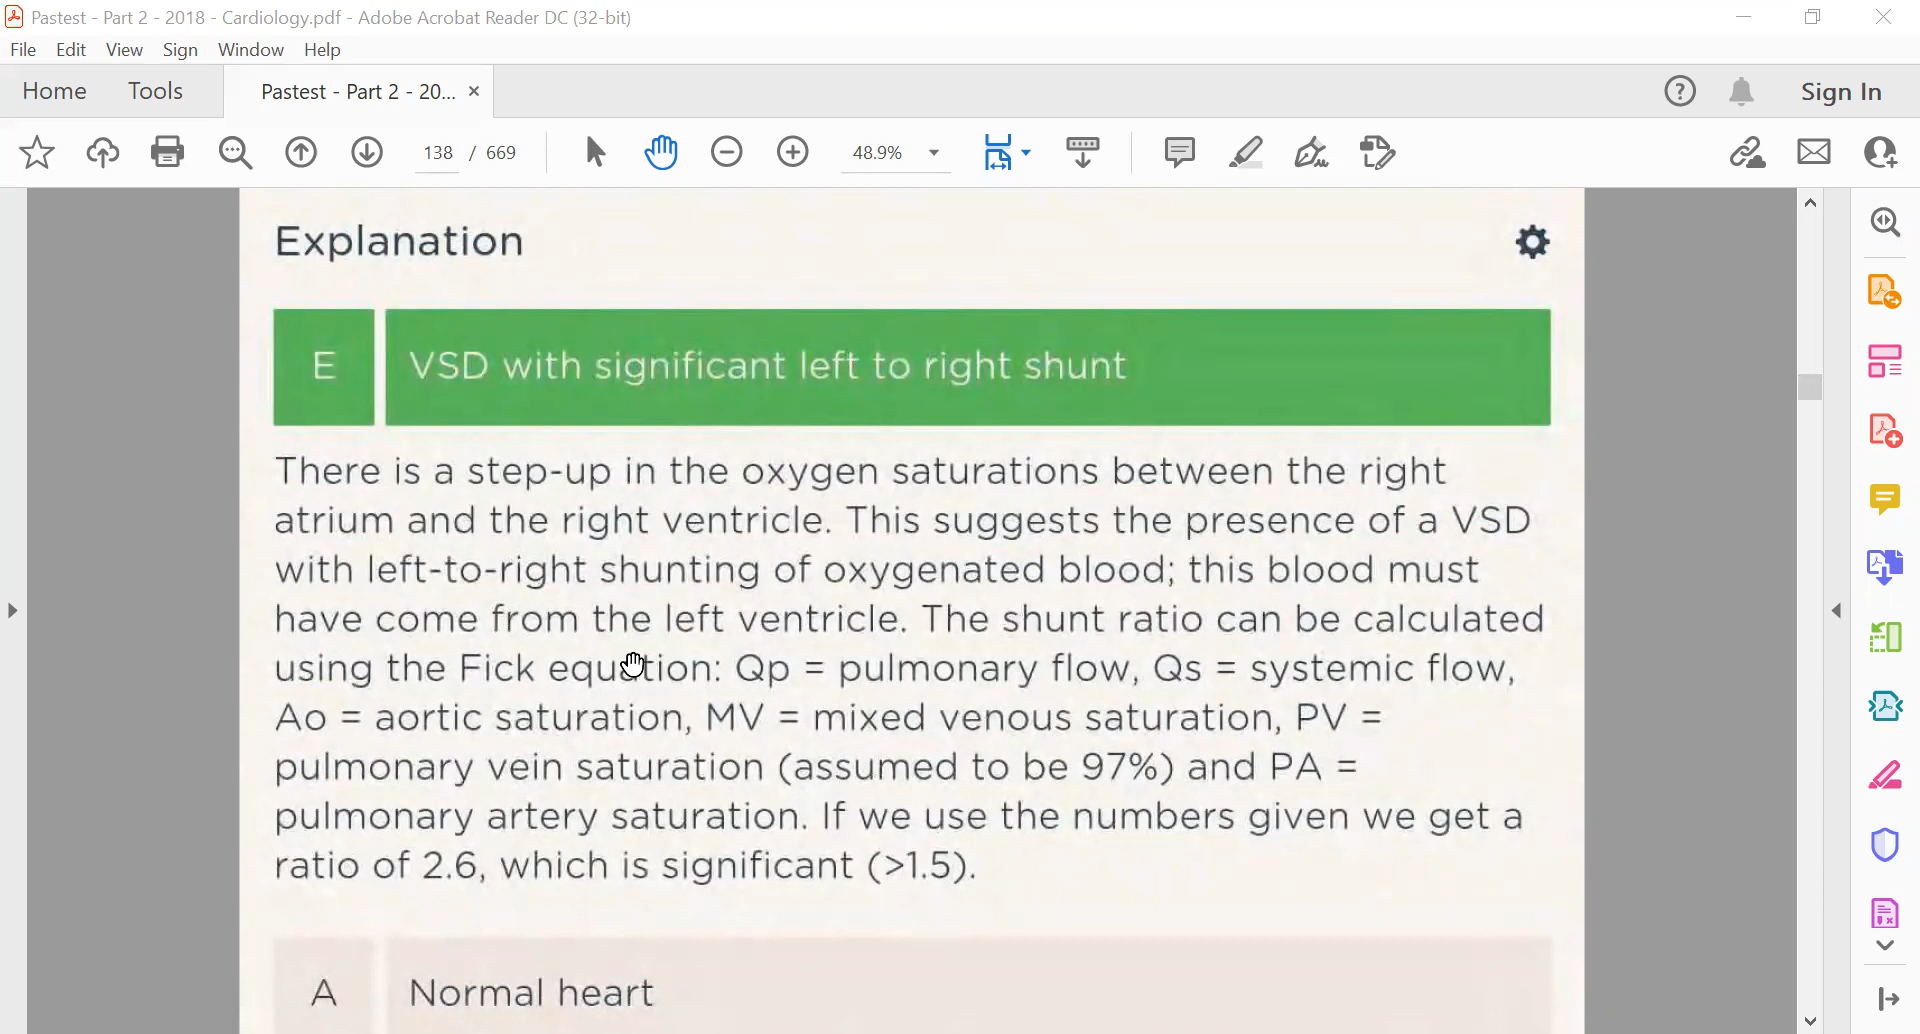 Pastest - Part 2 - 2018 - Cardiology.pdf - Adobe Acrobat Reader DC (32-bit)
File Edit View Sign Window Help
Home Tools Pastest - Part 2 - 20... × Sign In
138 / 669 48.9%
Explanation
E VSD with significant left to right shunt
There is a step-up in the oxygen saturations between the right
atrium and the right ventricle. This suggests the presence of a VSD
with left-to-right shunting of oxygenated blood; this blood must
have come from the left ventricle. The shunt ratio can be calculated
using the Fick equation: Qp = pulmonary flow, Qs = systemic flow,
Ao = aortic saturation, MV = mixed venous saturation, PV =
pulmonary vein saturation (assumed to be 97%) and PA =
pulmonary artery saturation. If we use the numbers given we get a
ratio of 2.6, which is significant (>1.5).
A Normal heart